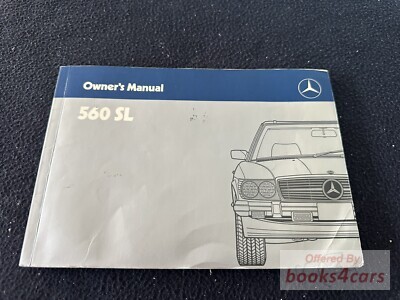 Owner's Manual
560 SL
Offered By
books4cars